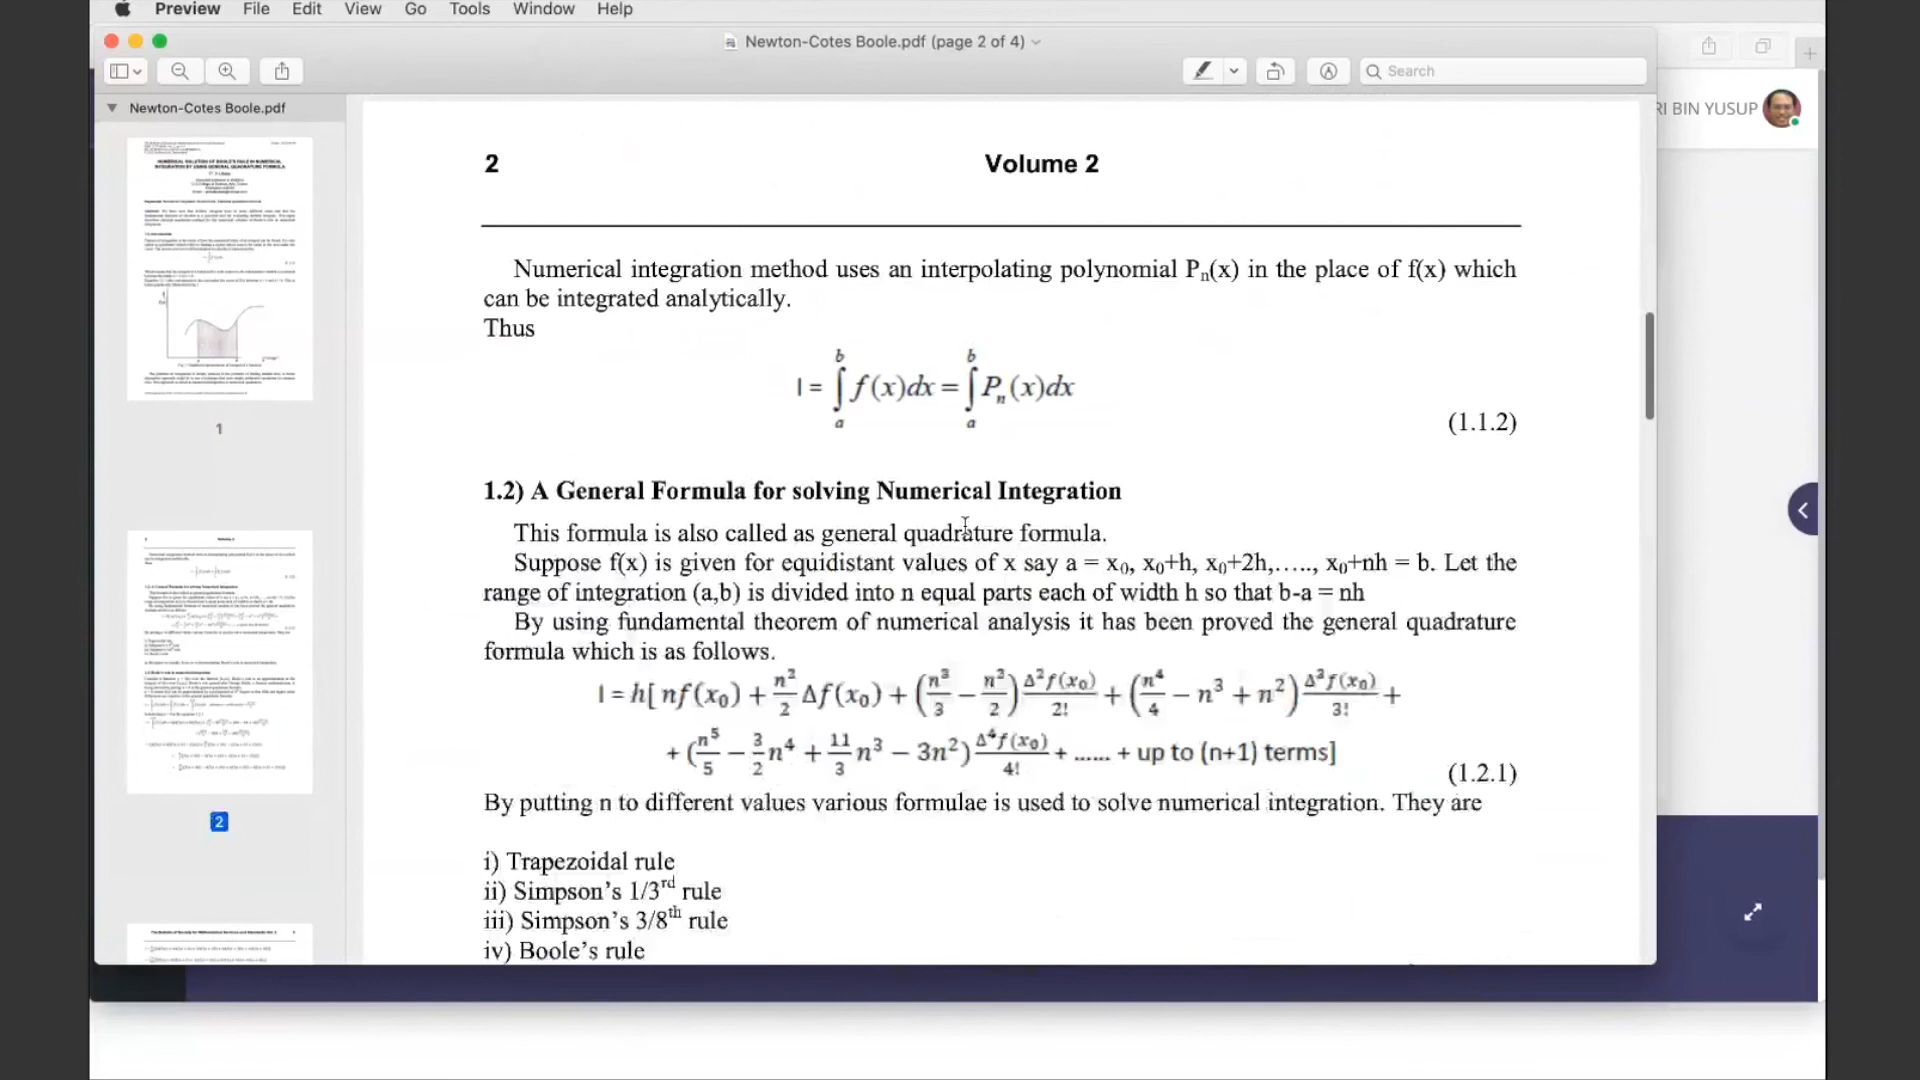 Preview File Edit View Go Tools Window Help
Newton-Cotes Boole.pdf (page 2 of 4)
Search
Newton-Cotes Boole.pdf
RI BIN YUSUP
1
2
2 Volume 2
Numerical integration method uses an interpolating polynomial Pₙ(x) in the place of f(x) which
can be integrated analytically.
Thus
I = ∫ₐᵇ f(x)dx = ∫ₐᵇ Pₙ(x)dx
(1.1.2)
1.2) A General Formula for solving Numerical Integration
This formula is also called as general quadrature formula.
Suppose f(x) is given for equidistant values of x say a = x₀, x₀+h, x₀+2h,….., x₀+nh = b. Let the
range of integration (a,b) is divided into n equal parts each of width h so that b-a = nh
By using fundamental theorem of numerical analysis it has been proved the general quadrature
formula which is as follows.
I = h[ nf(x₀) + n²/2 Δf(x₀) + (n³/3 − n²/2) Δ²f(x₀)/2! + (n⁴/4 − n³ + n²) Δ³f(x₀)/3! +
+ (n⁵/5 − 3/2 n⁴ + 11/3 n³ − 3n²) Δ⁴f(x₀)/4! + ...... + up to (n+1) terms]
(1.2.1)
By putting n to different values various formulae is used to solve numerical integration. They are
i) Trapezoidal rule
ii) Simpson’s 1/3ʳᵈ rule
iii) Simpson’s 3/8ᵗʰ rule
iv) Boole’s rule